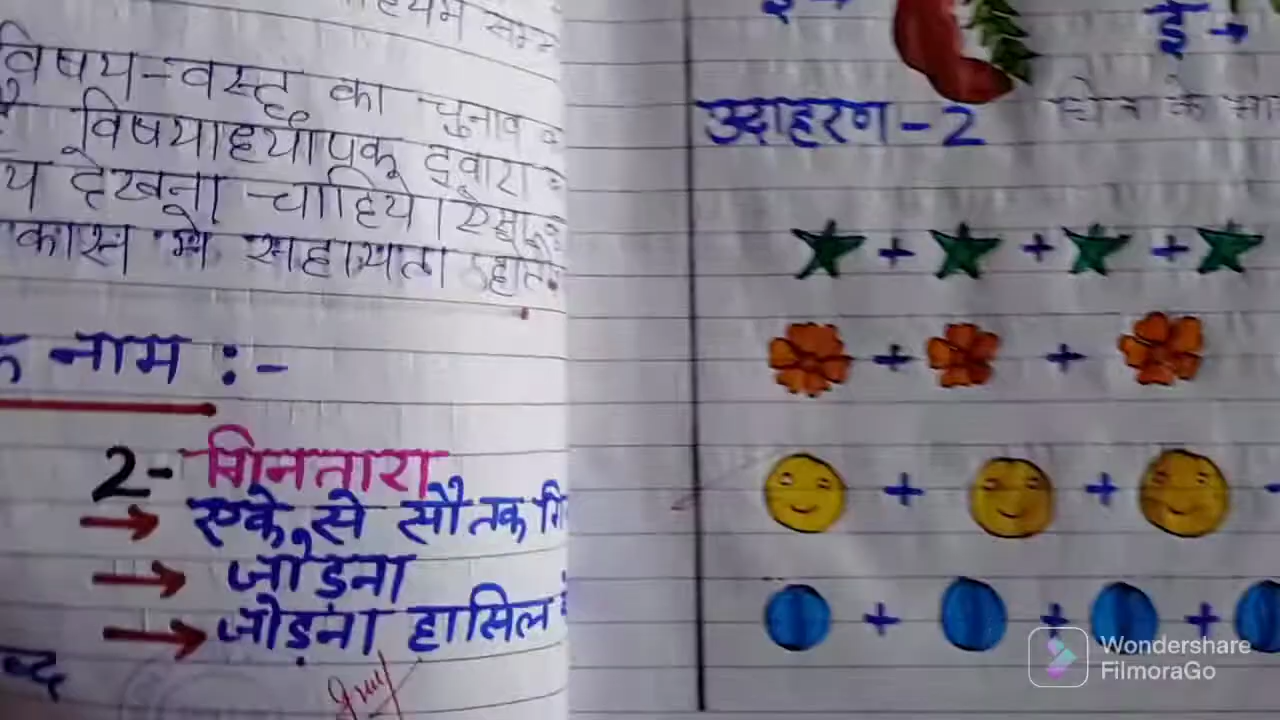 विषय-वस्तु का चुनाव
विषयाध्यापक द्वारा
य देखना चाहिये।
कास मे सहायता
नाम :-
2- गिनतारा
→ एक से सौ तक
→ जोड़ना
→ जोड़ना हासिल
ब्द
इ →
ई →
उदाहरण - 2 चित्र के
+ + +
+ +
+ +
+ + +
Wondershare
FilmoraGo